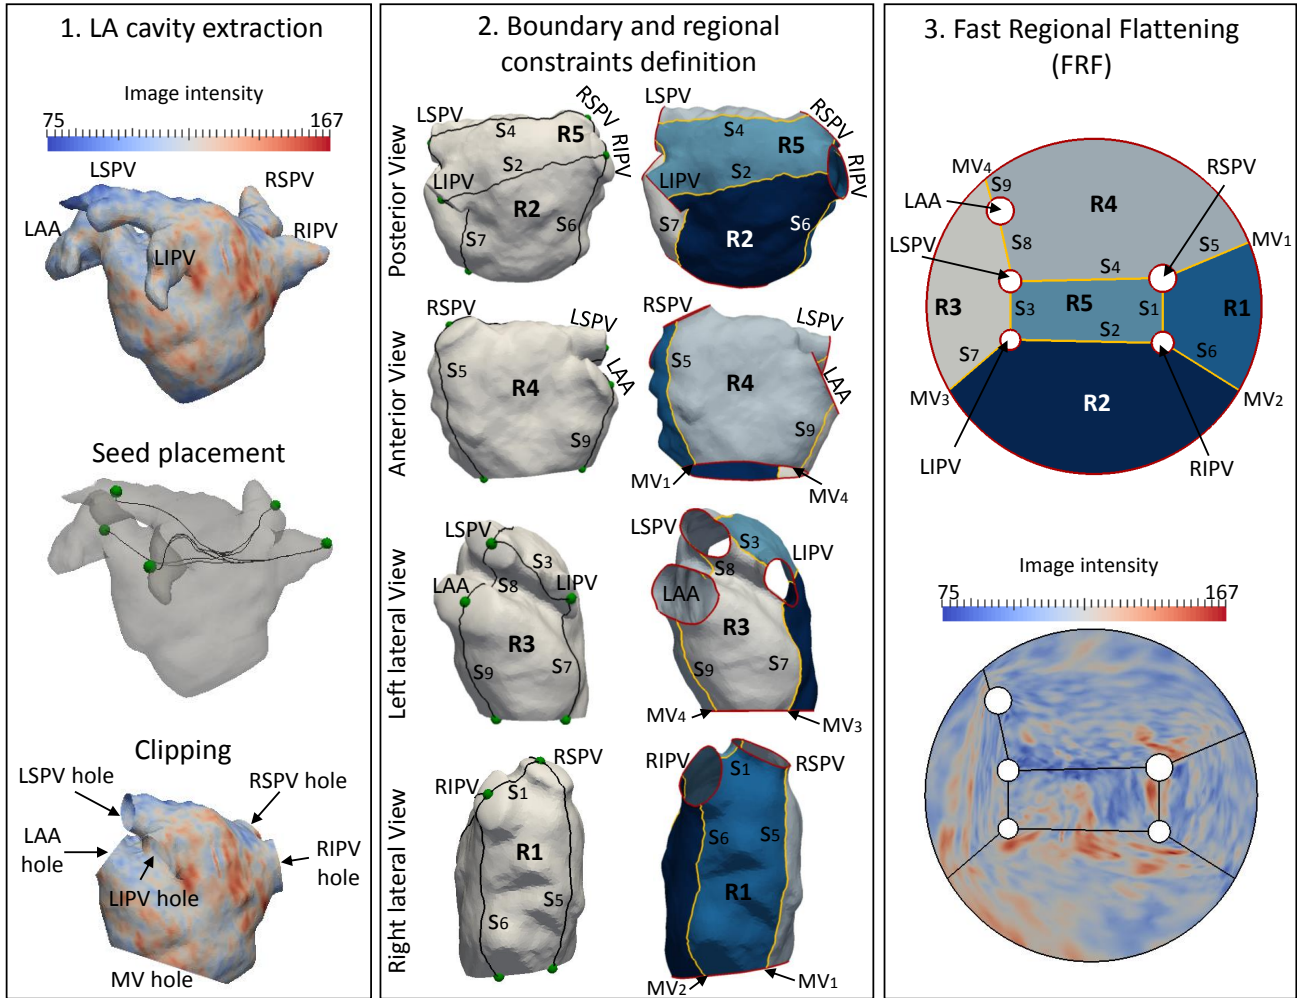 1. LA cavity extraction
Image intensity
75
167
LSPV
RSPV
LAA
RIPV
LIPV
Seed placement
Clipping
LSPV hole
RSPV hole
LAA
hole
RIPV
hole
LIPV hole
MV hole
2. Boundary and regional
constraints definition
Posterior View
LSPV
RSPV
S4
R5
RIPV
S2
LIPV
R2
S7
S6
LSPV
RSPV
S4
R5
RIPV
S2
LIPV
S7
R2
S6
Anterior View
RSPV
LSPV
S5
R4
LAA
S9
RSPV
LSPV
S5
R4
LAA
S9
MV1
MV4
Left lateral View
LSPV
S3
S8
LIPV
LAA
R3
S9
S7
LSPV
S3
LIPV
S8
LAA
R3
S9
S7
MV4
MV3
Right lateral View
RSPV
RIPV
S1
R1
S5
S6
RIPV
S1
RSPV
S6
S5
R1
MV2
MV1
3. Fast Regional Flattening
(FRF)
MV4
RSPV
S9
LAA
R4
LSPV
S8
S5
MV1
S4
R3
S3
R5
S1
R1
S2
S7
S6
MV3
R2
MV2
LIPV
RIPV
Image intensity
75
167